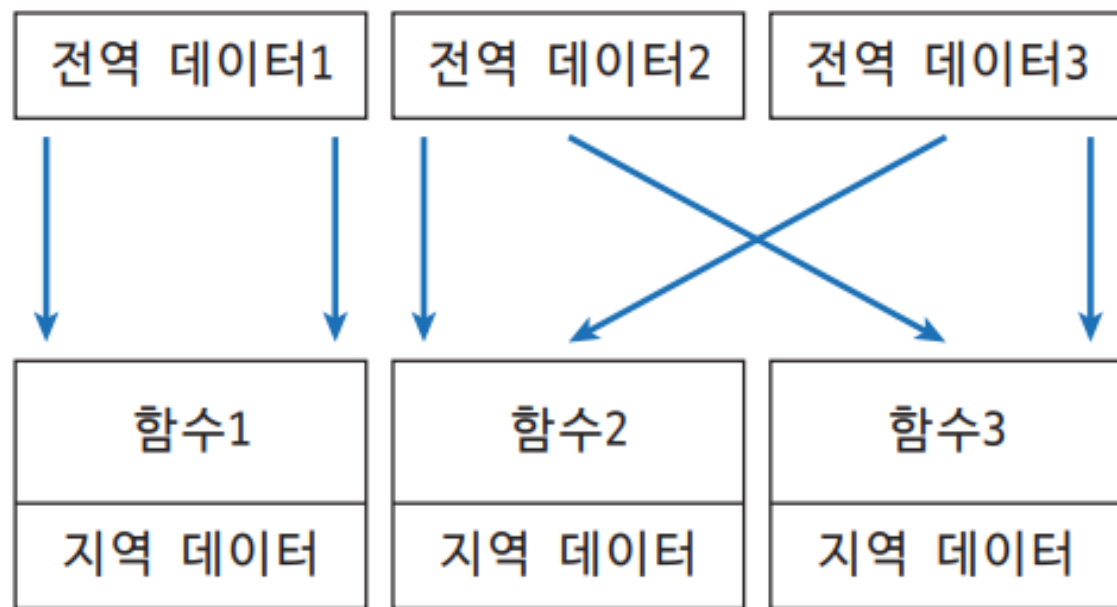 전역 데이터1
전역 데이터2
전역 데이터3
함수1
함수2
함수3
지역 데이터
지역 데이터
지역 데이터